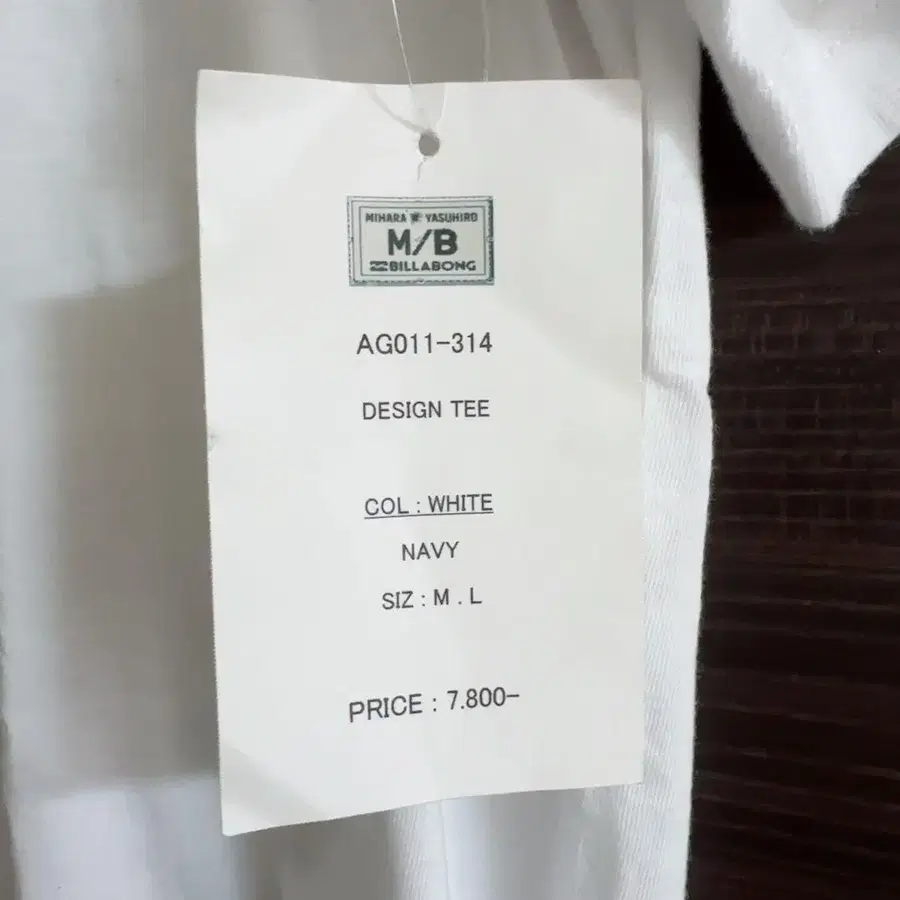 MIHARA YASUHIRO
M/B
BILLABONG
AG011-314
DESIGN TEE
COL : WHITE
NAVY
SIZ : M . L
PRICE : 7.800-